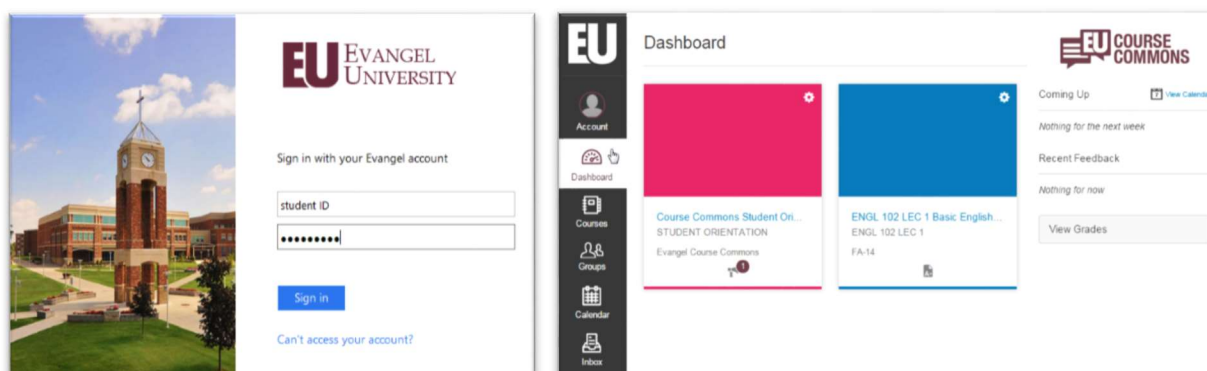 EU EVANGEL
UNIVERSITY
Sign in with your Evangel account
student ID
Sign in
Can't access your account?
EU
Account
Dashboard
Courses
Groups
Calendar
Inbox
Dashboard
Course Commons Student Ori...
STUDENT ORIENTATION
Evangel Course Commons
1
ENGL 102 LEC 1 Basic English...
ENGL 102 LEC 1
FA-14
EU COURSE
COMMONS
Coming Up
7 View Calenda
Nothing for the next week
Recent Feedback
Nothing for now
View Grades